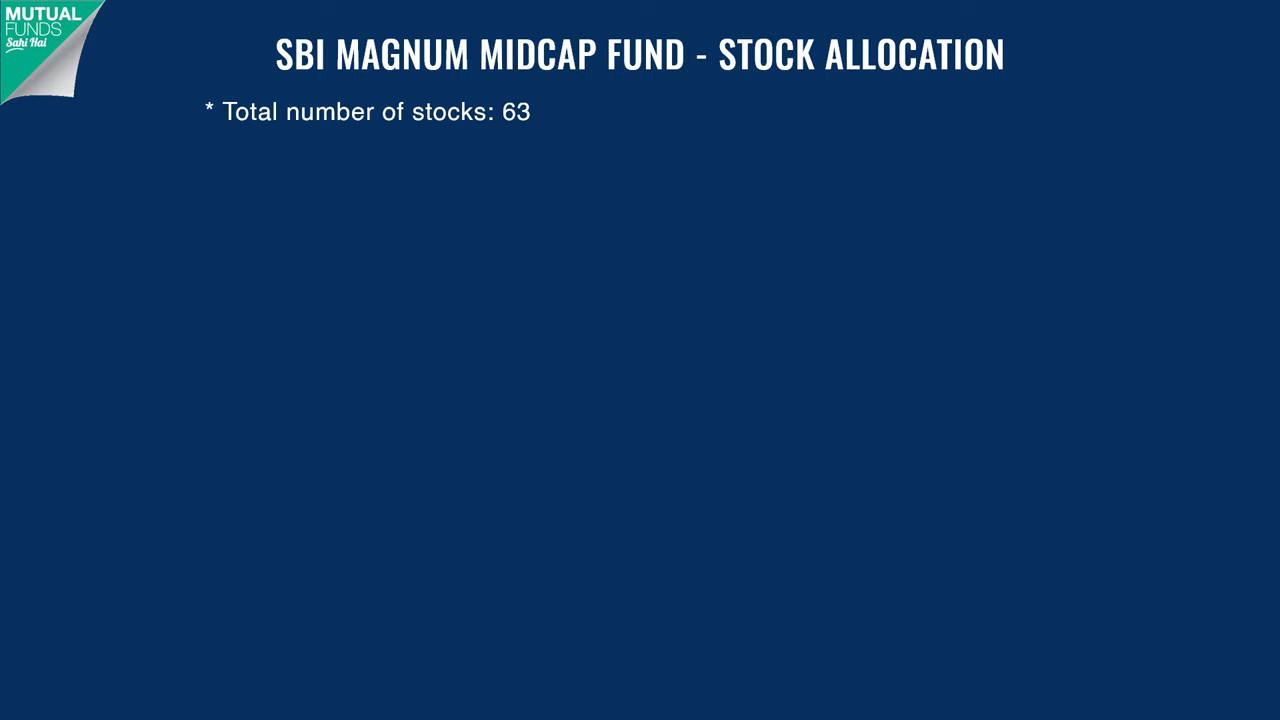 MUTUAL
FUNDS
Sahi Hai
SBI MAGNUM MIDCAP FUND - STOCK ALLOCATION
* Total number of stocks: 63